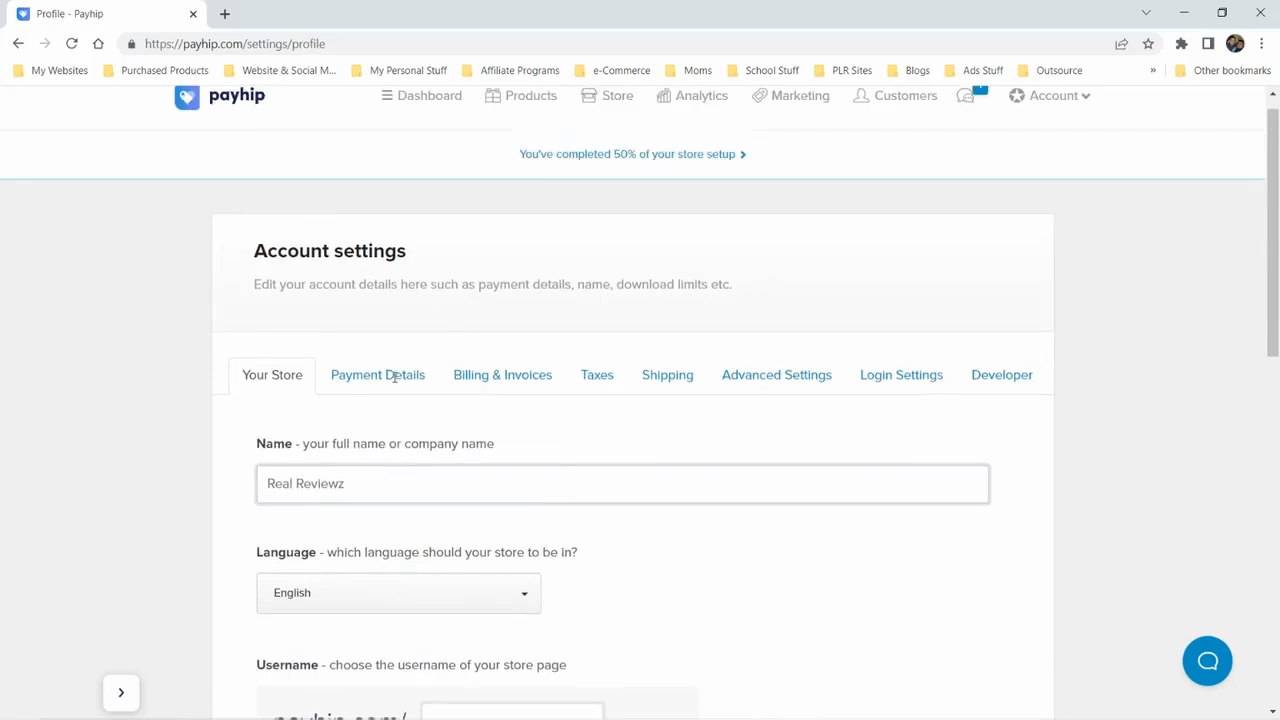 Profile - Payhip
https://payhip.com/settings/profile
My Websites Purchased Products Website & Social M... My Personal Stuff Affiliate Programs e-Commerce Moms School Stuff PLR Sites Blogs Ads Stuff Outsource » Other bookmarks
payhip Dashboard Products Store Analytics Marketing Customers Account
You've completed 50% of your store setup
Account settings
Edit your account details here such as payment details, name, download limits etc.
Your Store Payment Details Billing & Invoices Taxes Shipping Advanced Settings Login Settings Developer
Name - your full name or company name
Real Reviewz
Language - which language should your store to be in?
English
Username - choose the username of your store page
payhip.com/